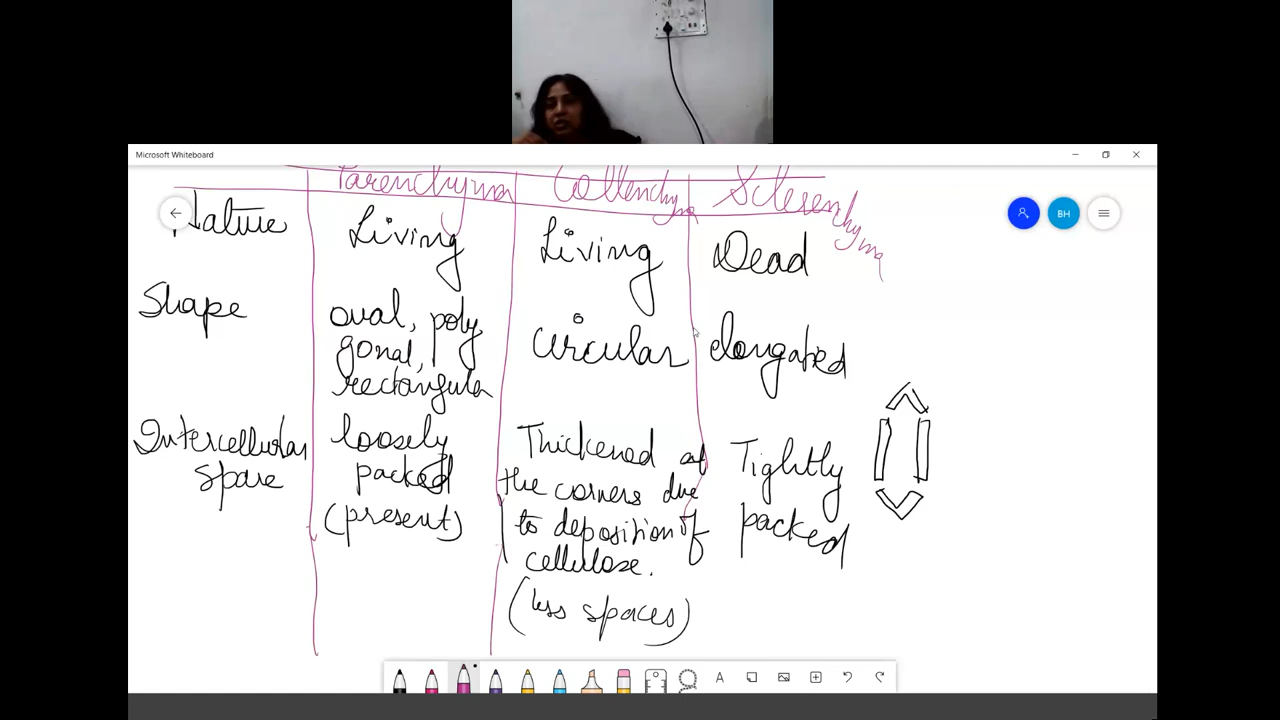 Microsoft Whiteboard
Parenchyma Collenchyma Sclerenchyma
Nature Living Living Dead
BH
Shape oval, poly circular elongated
gonal,
rectangular
Intercellular loosely Thickened at Tightly
space packed the corners due packed
(present) to deposition of
cellulose.
(less spaces)
A